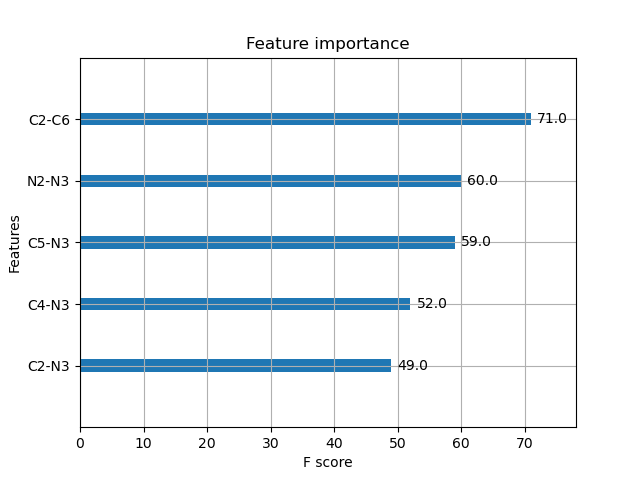 Feature importance
Features
C2-C6
71.0
N2-N3
60.0
C5-N3
59.0
C4-N3
52.0
C2-N3
49.0
0 10 20 30 40 50 60 70
F score